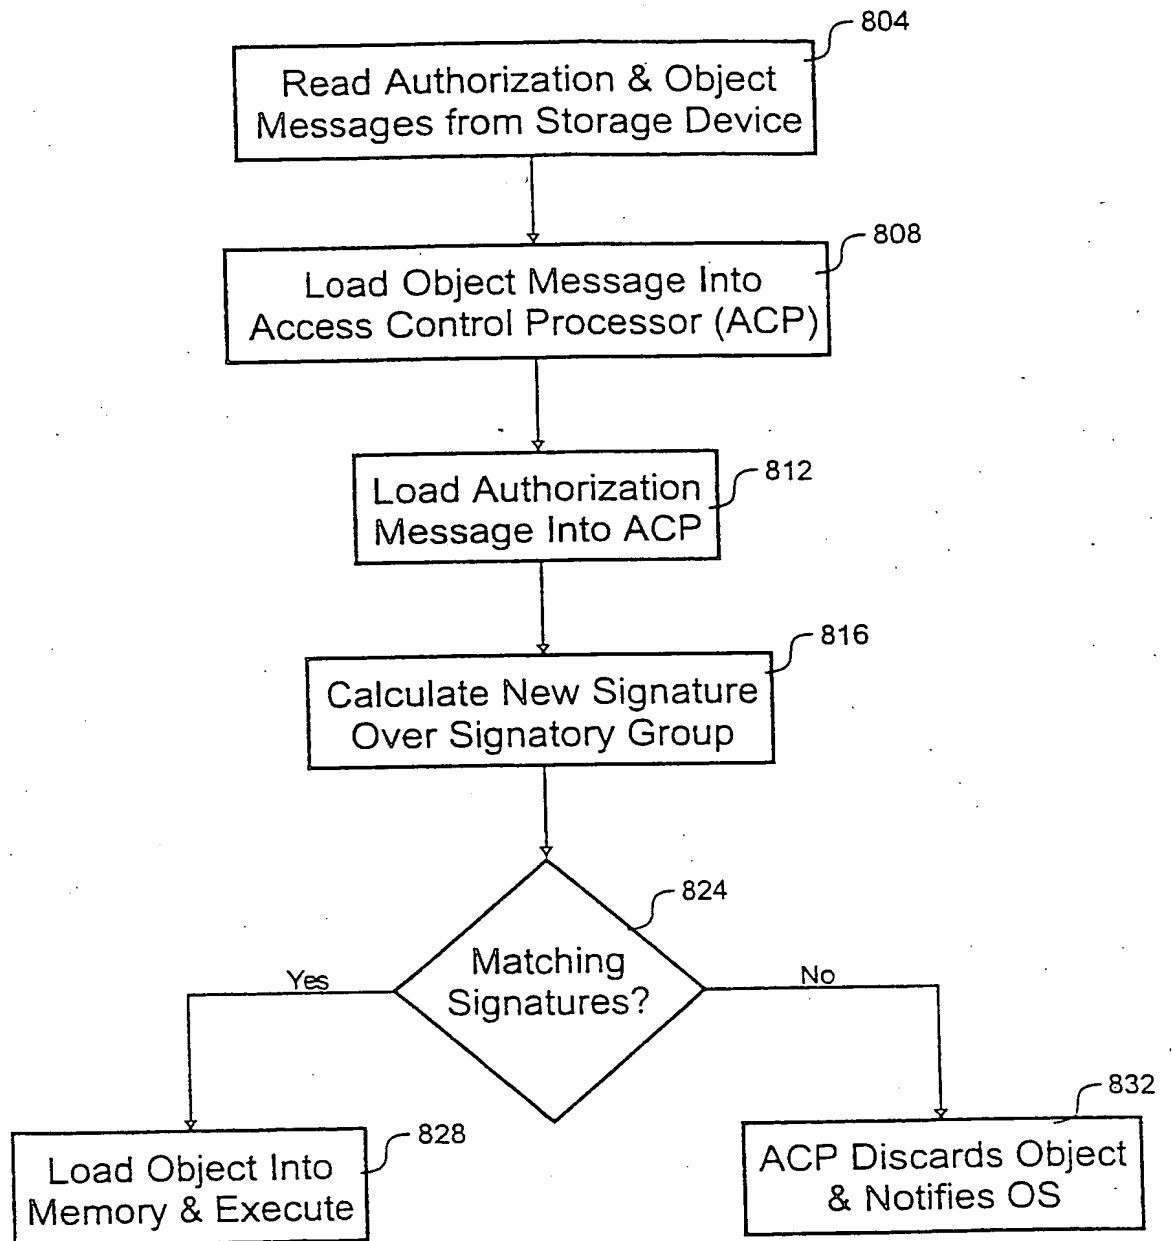 804
Read Authorization & Object
Messages from Storage Device
808
Load Object Message Into
Access Control Processor (ACP)
812
Load Authorization
Message Into ACP
816
Calculate New Signature
Over Signatory Group
824
Matching
Signatures?
Yes
No
828
Load Object Into
Memory & Execute
832
ACP Discards Object
& Notifies OS